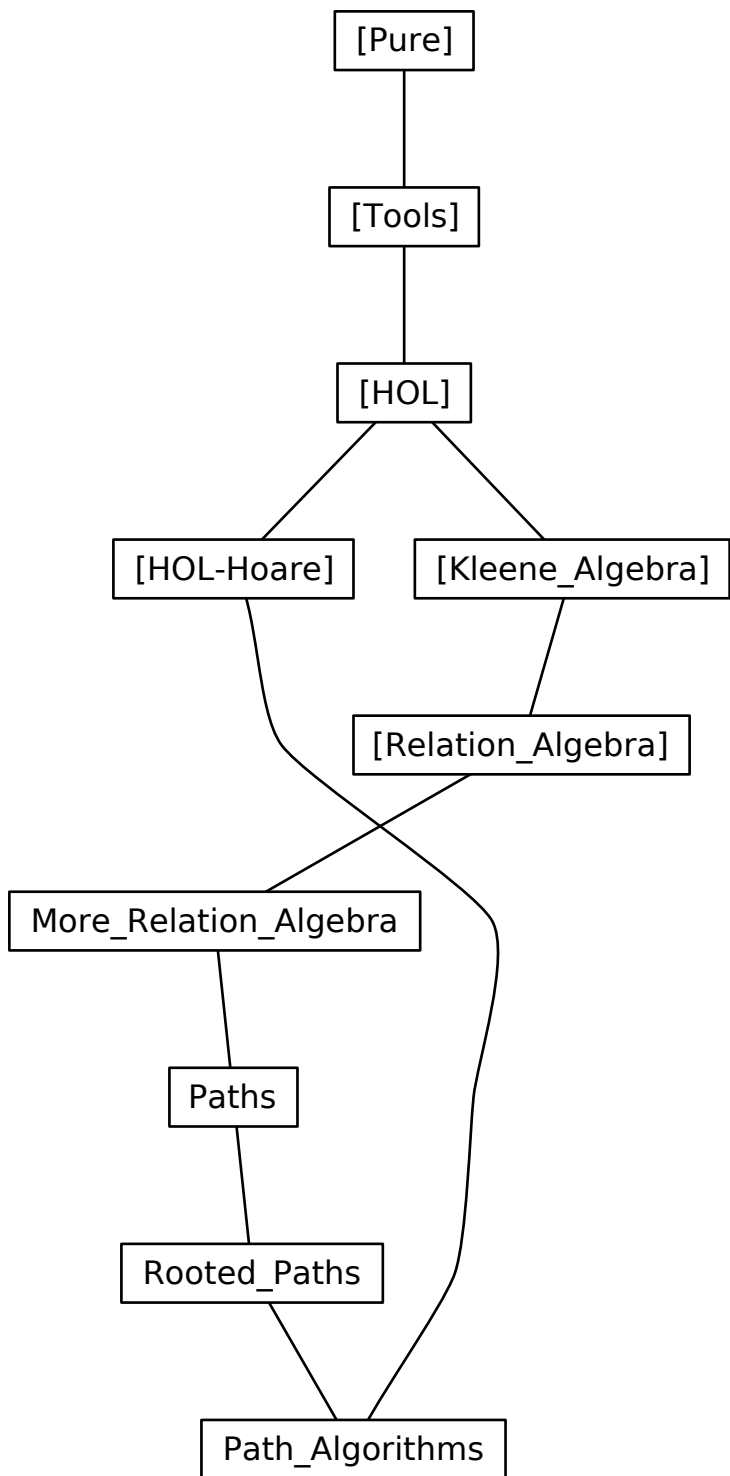 [Pure]
[Tools]
[HOL]
[HOL-Hoare]
[Kleene_Algebra]
[Relation_Algebra]
More_Relation_Algebra
Paths
Rooted_Paths
Path_Algorithms